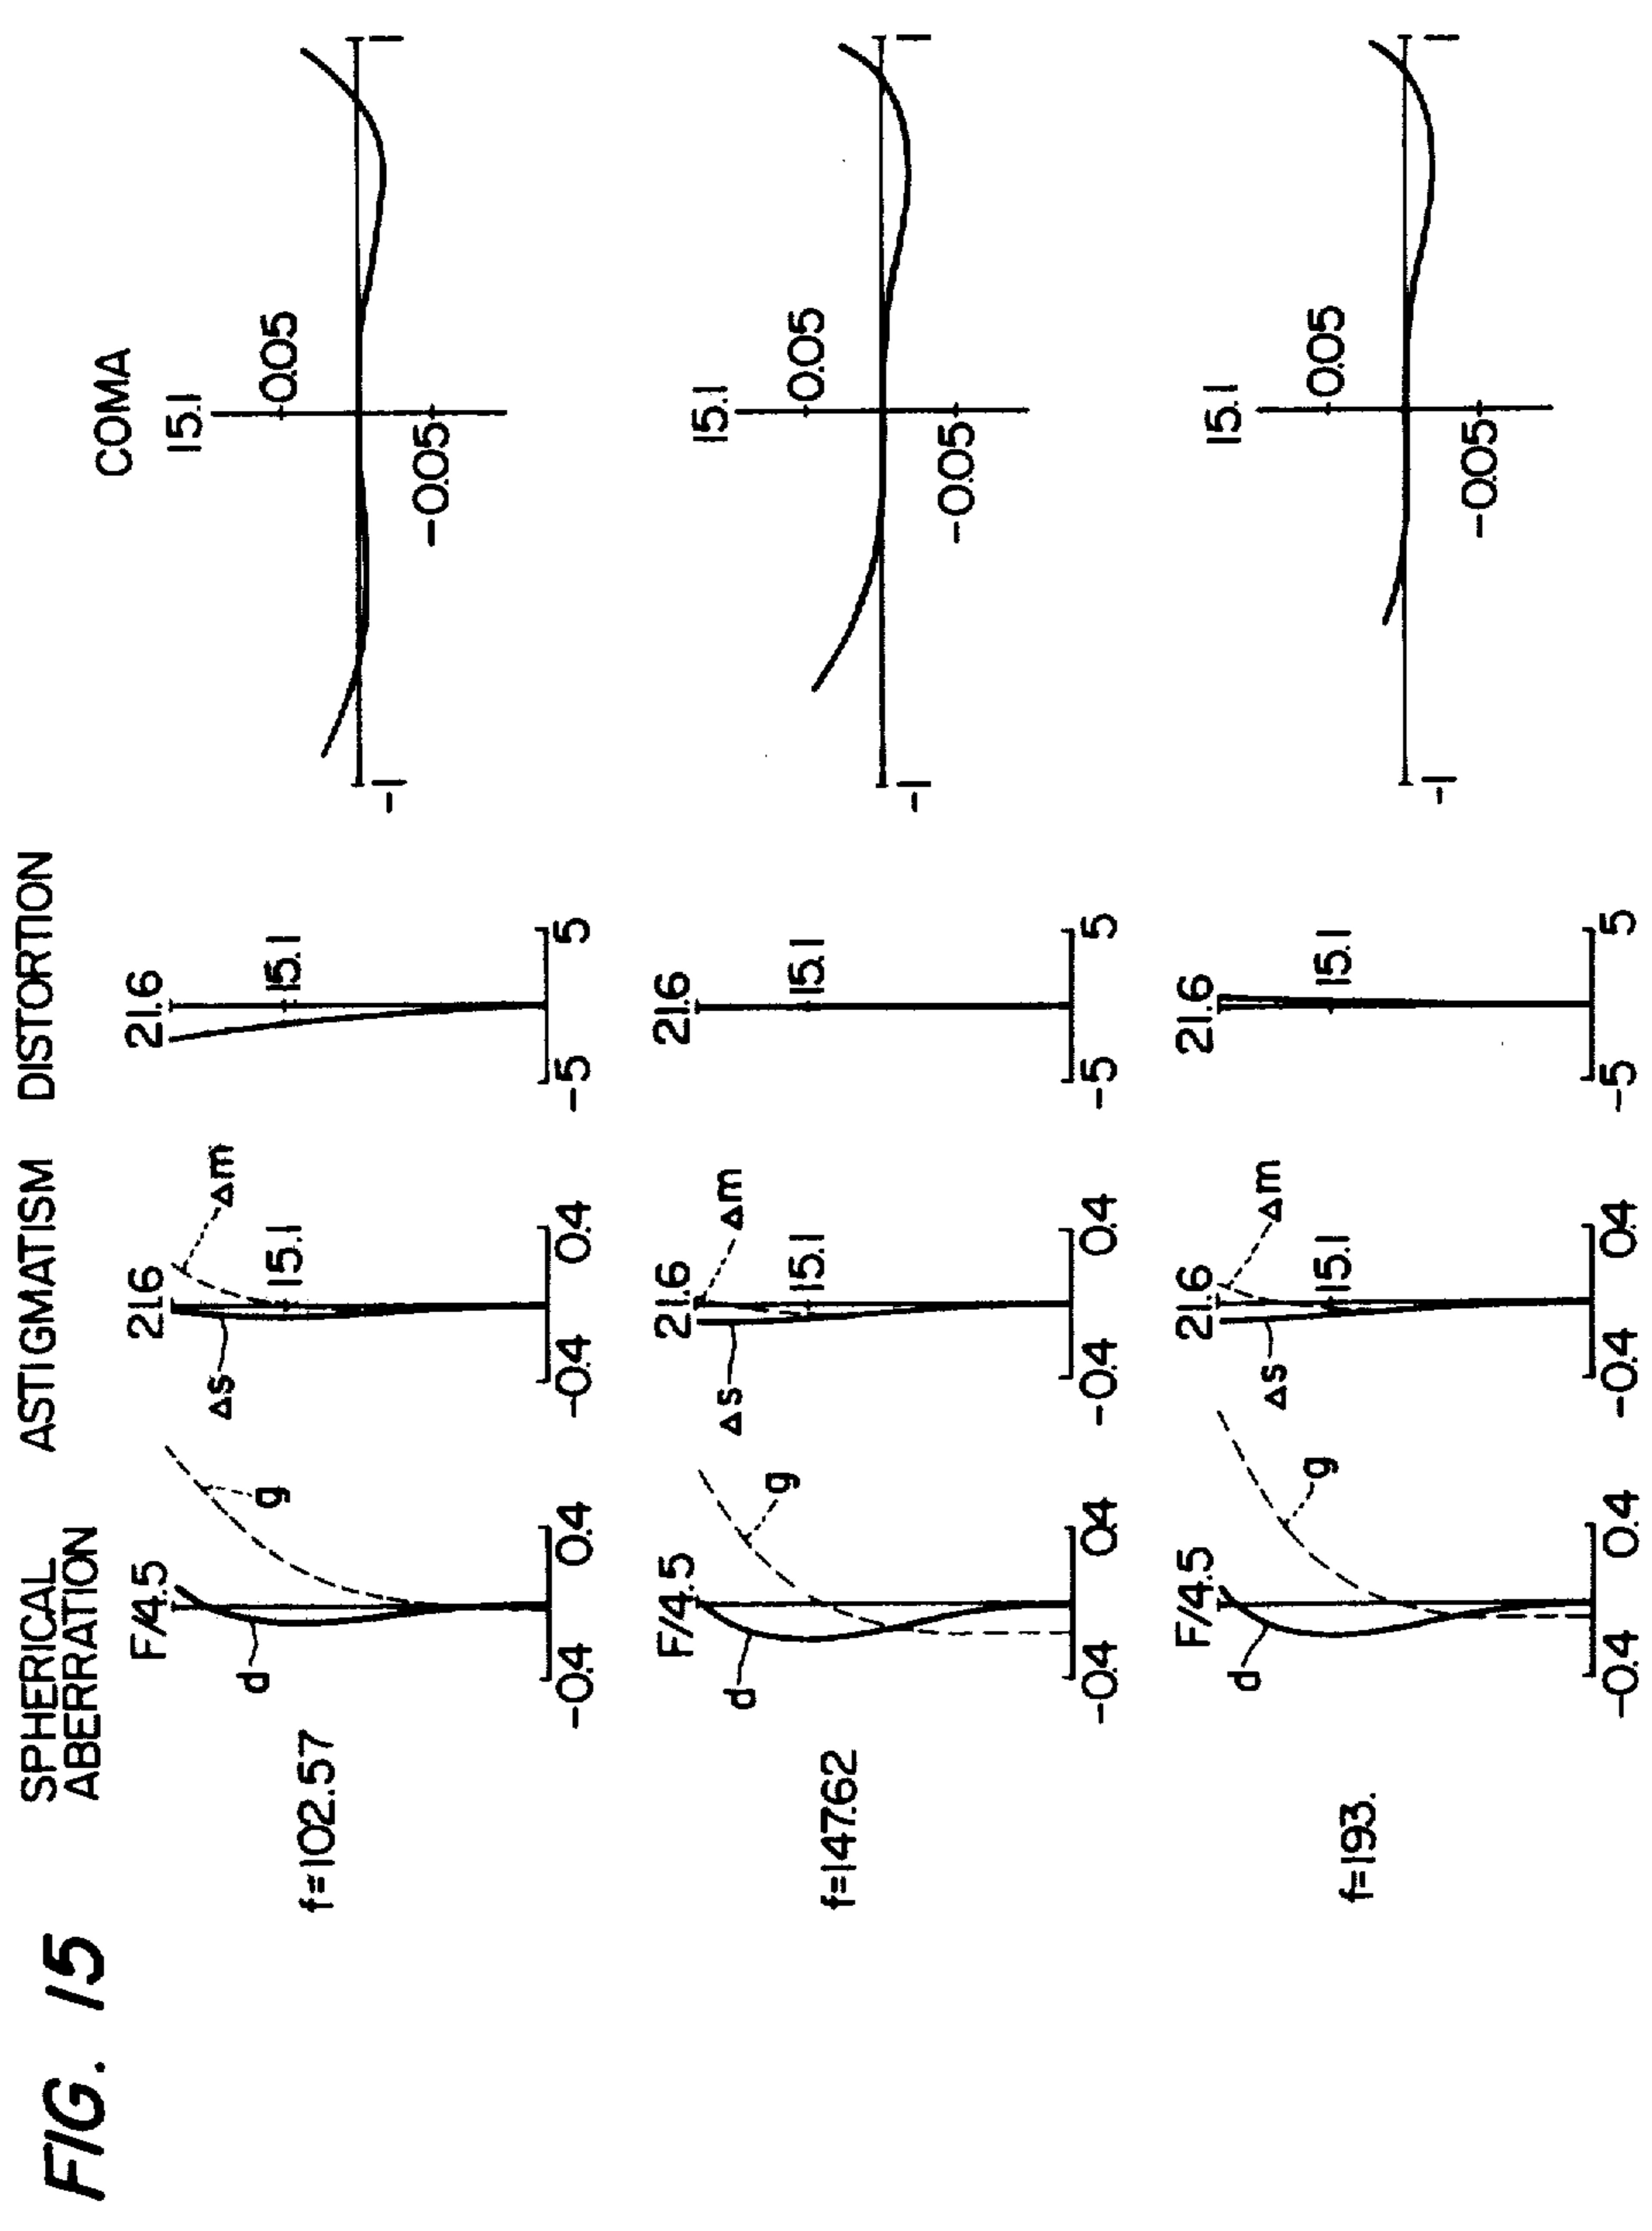 FIG. 15
SPHERICAL
ABERRATION
ASTIGMATISM
DISTORTION
COMA
f=102.57
F/4.5
d
g
-0.4
0.4
21.6
Δs
Δm
15.1
-0.4
0.4
21.6
15.1
-5
5
15.1
0.05
-0.05
-1
1
f=147.62
F/4.5
d
g
-0.4
0.4
21.6
Δs
Δm
15.1
-0.4
0.4
21.6
15.1
-5
5
15.1
0.05
-0.05
-1
1
f=193.
F/4.5
d
g
-0.4
0.4
21.6
Δs
Δm
15.1
-0.4
0.4
21.6
15.1
-5
5
15.1
0.05
-0.05
-1
1